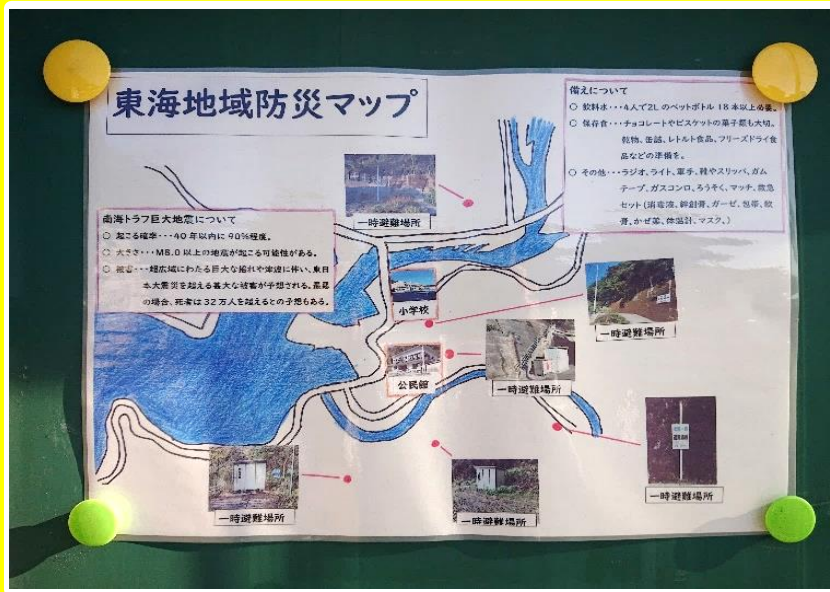 東海地域防災マップ
備えについて
○ 飲料水・・・4人で2Lのペットボトル18本以上必要。
○ 保存食・・・チョコレートやビスケットの菓子類も大切。
乾物、缶詰、レトルト食品、フリーズドライ食
品などの準備を。
○ その他・・・ラジオ、ライト、軍手、靴やスリッパ、ガム
テープ、ガスコンロ、ろうそく、マッチ、救急
セット(消毒液、絆創膏、ガーゼ、包帯、軟
膏、かぜ薬、体温計、マスク。)
南海トラフ巨大地震について
○ 起こる確率・・・40年以内に90%程度。
○ 大きさ・・・M8.0以上の地震が起こる可能性がある。
○ 被害・・・超広域にわたる巨大な揺れや津波に伴い、東日
本大震災を超える甚大な被害が予想される。最悪
の場合、死者は32万人を超えるとの予想もある。
一時避難場所
小学校
一時避難場所
公民館
一時避難場所
一時避難場所
一時避難場所
一時避難場所